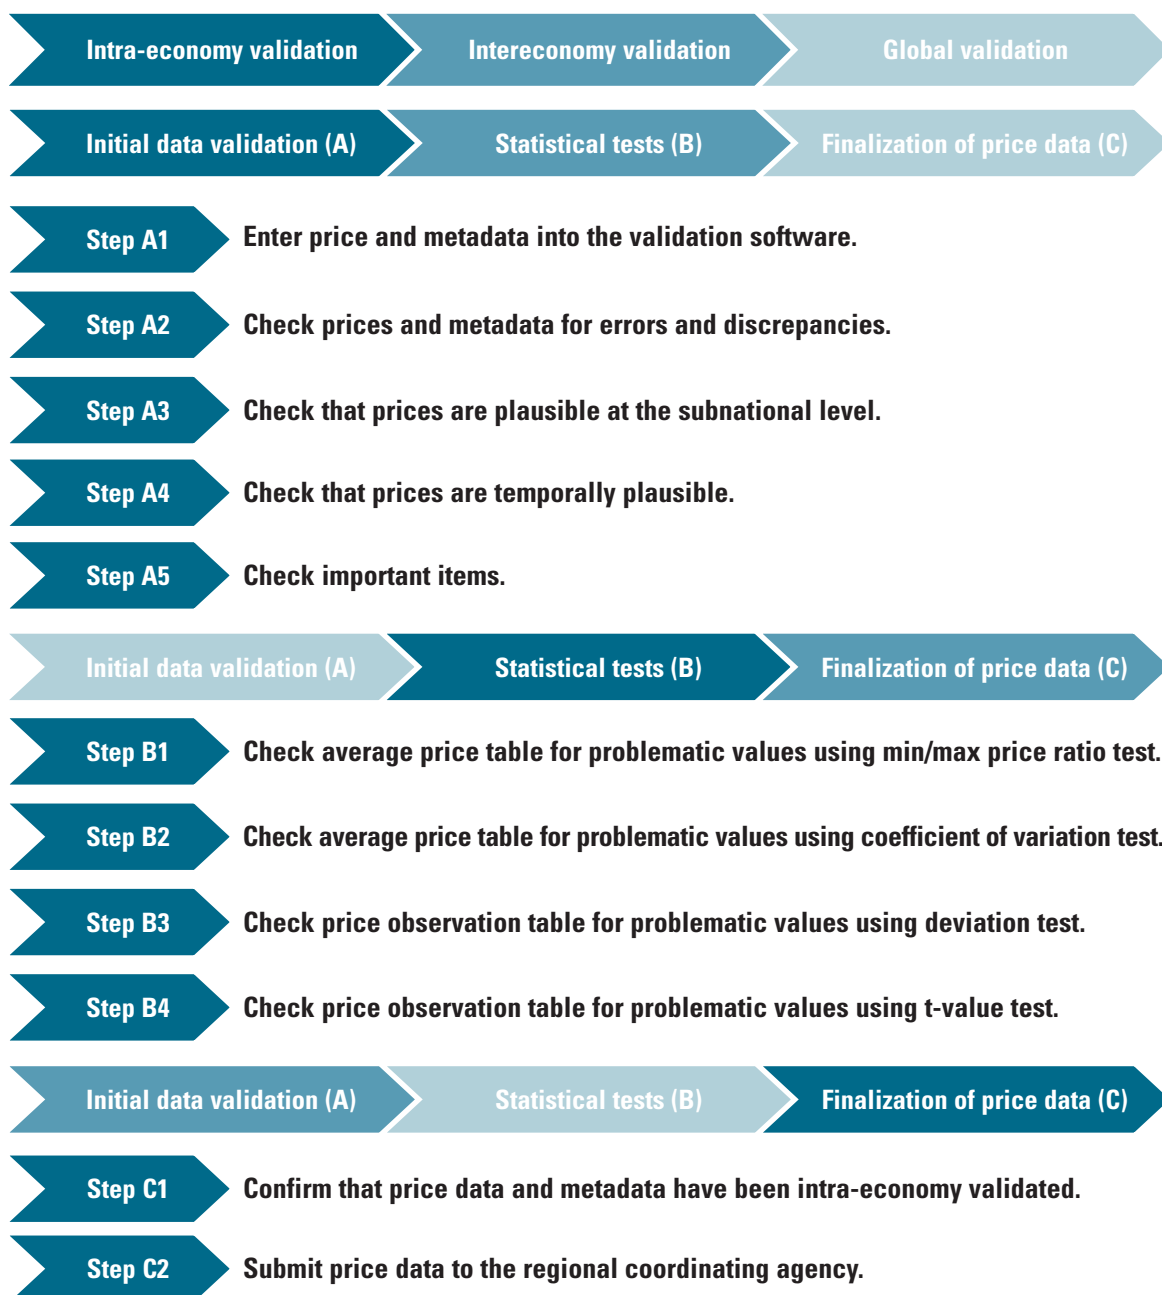 Intra-economy validation Intereconomy validation Global validation
Initial data validation (A) Statistical tests (B) Finalization of price data (C)
Step A1 Enter price and metadata into the validation software.
Step A2 Check prices and metadata for errors and discrepancies.
Step A3 Check that prices are plausible at the subnational level.
Step A4 Check that prices are temporally plausible.
Step A5 Check important items.
Initial data validation (A) Statistical tests (B) Finalization of price data (C)
Step B1 Check average price table for problematic values using min/max price ratio test.
Step B2 Check average price table for problematic values using coefficient of variation test.
Step B3 Check price observation table for problematic values using deviation test.
Step B4 Check price observation table for problematic values using t-value test.
Initial data validation (A) Statistical tests (B) Finalization of price data (C)
Step C1 Confirm that price data and metadata have been intra-economy validated.
Step C2 Submit price data to the regional coordinating agency.